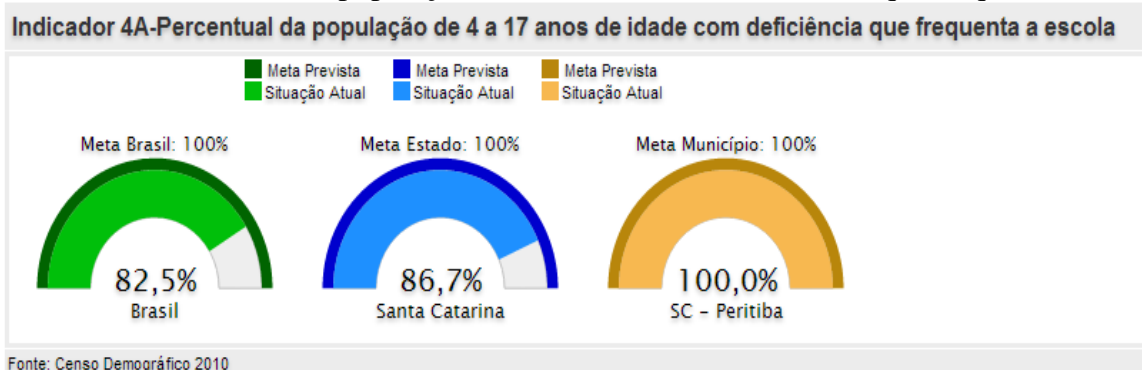 Indicador 4A-Percentual da população de 4 a 17 anos de idade com deficiência que frequenta a escola
Meta Prevista Meta Prevista Meta Prevista
Situação Atual Situação Atual Situação Atual
Meta Brasil: 100% Meta Estado: 100% Meta Município: 100%
82,5% 86,7% 100,0%
Brasil Santa Catarina SC - Peritiba
Fonte: Censo Demográfico 2010